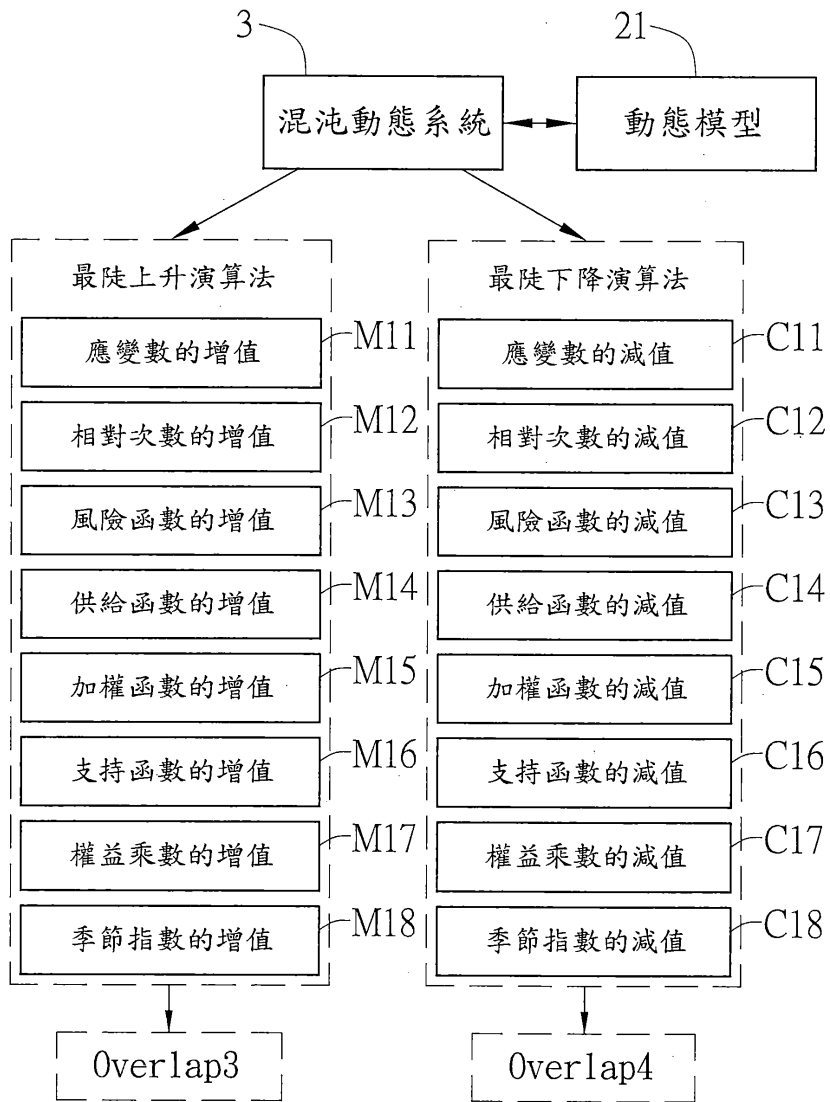 3
21
混沌動態系統
動態模型
最陡上升演算法
應變數的增值
M11
相對次數的增值
M12
風險函數的增值
M13
供給函數的增值
M14
加權函數的增值
M15
支持函數的增值
M16
權益乘數的增值
M17
季節指數的增值
M18
Overlap3
最陡下降演算法
應變數的減值
C11
相對次數的減值
C12
風險函數的減值
C13
供給函數的減值
C14
加權函數的減值
C15
支持函數的減值
C16
權益乘數的減值
C17
季節指數的減值
C18
Overlap4